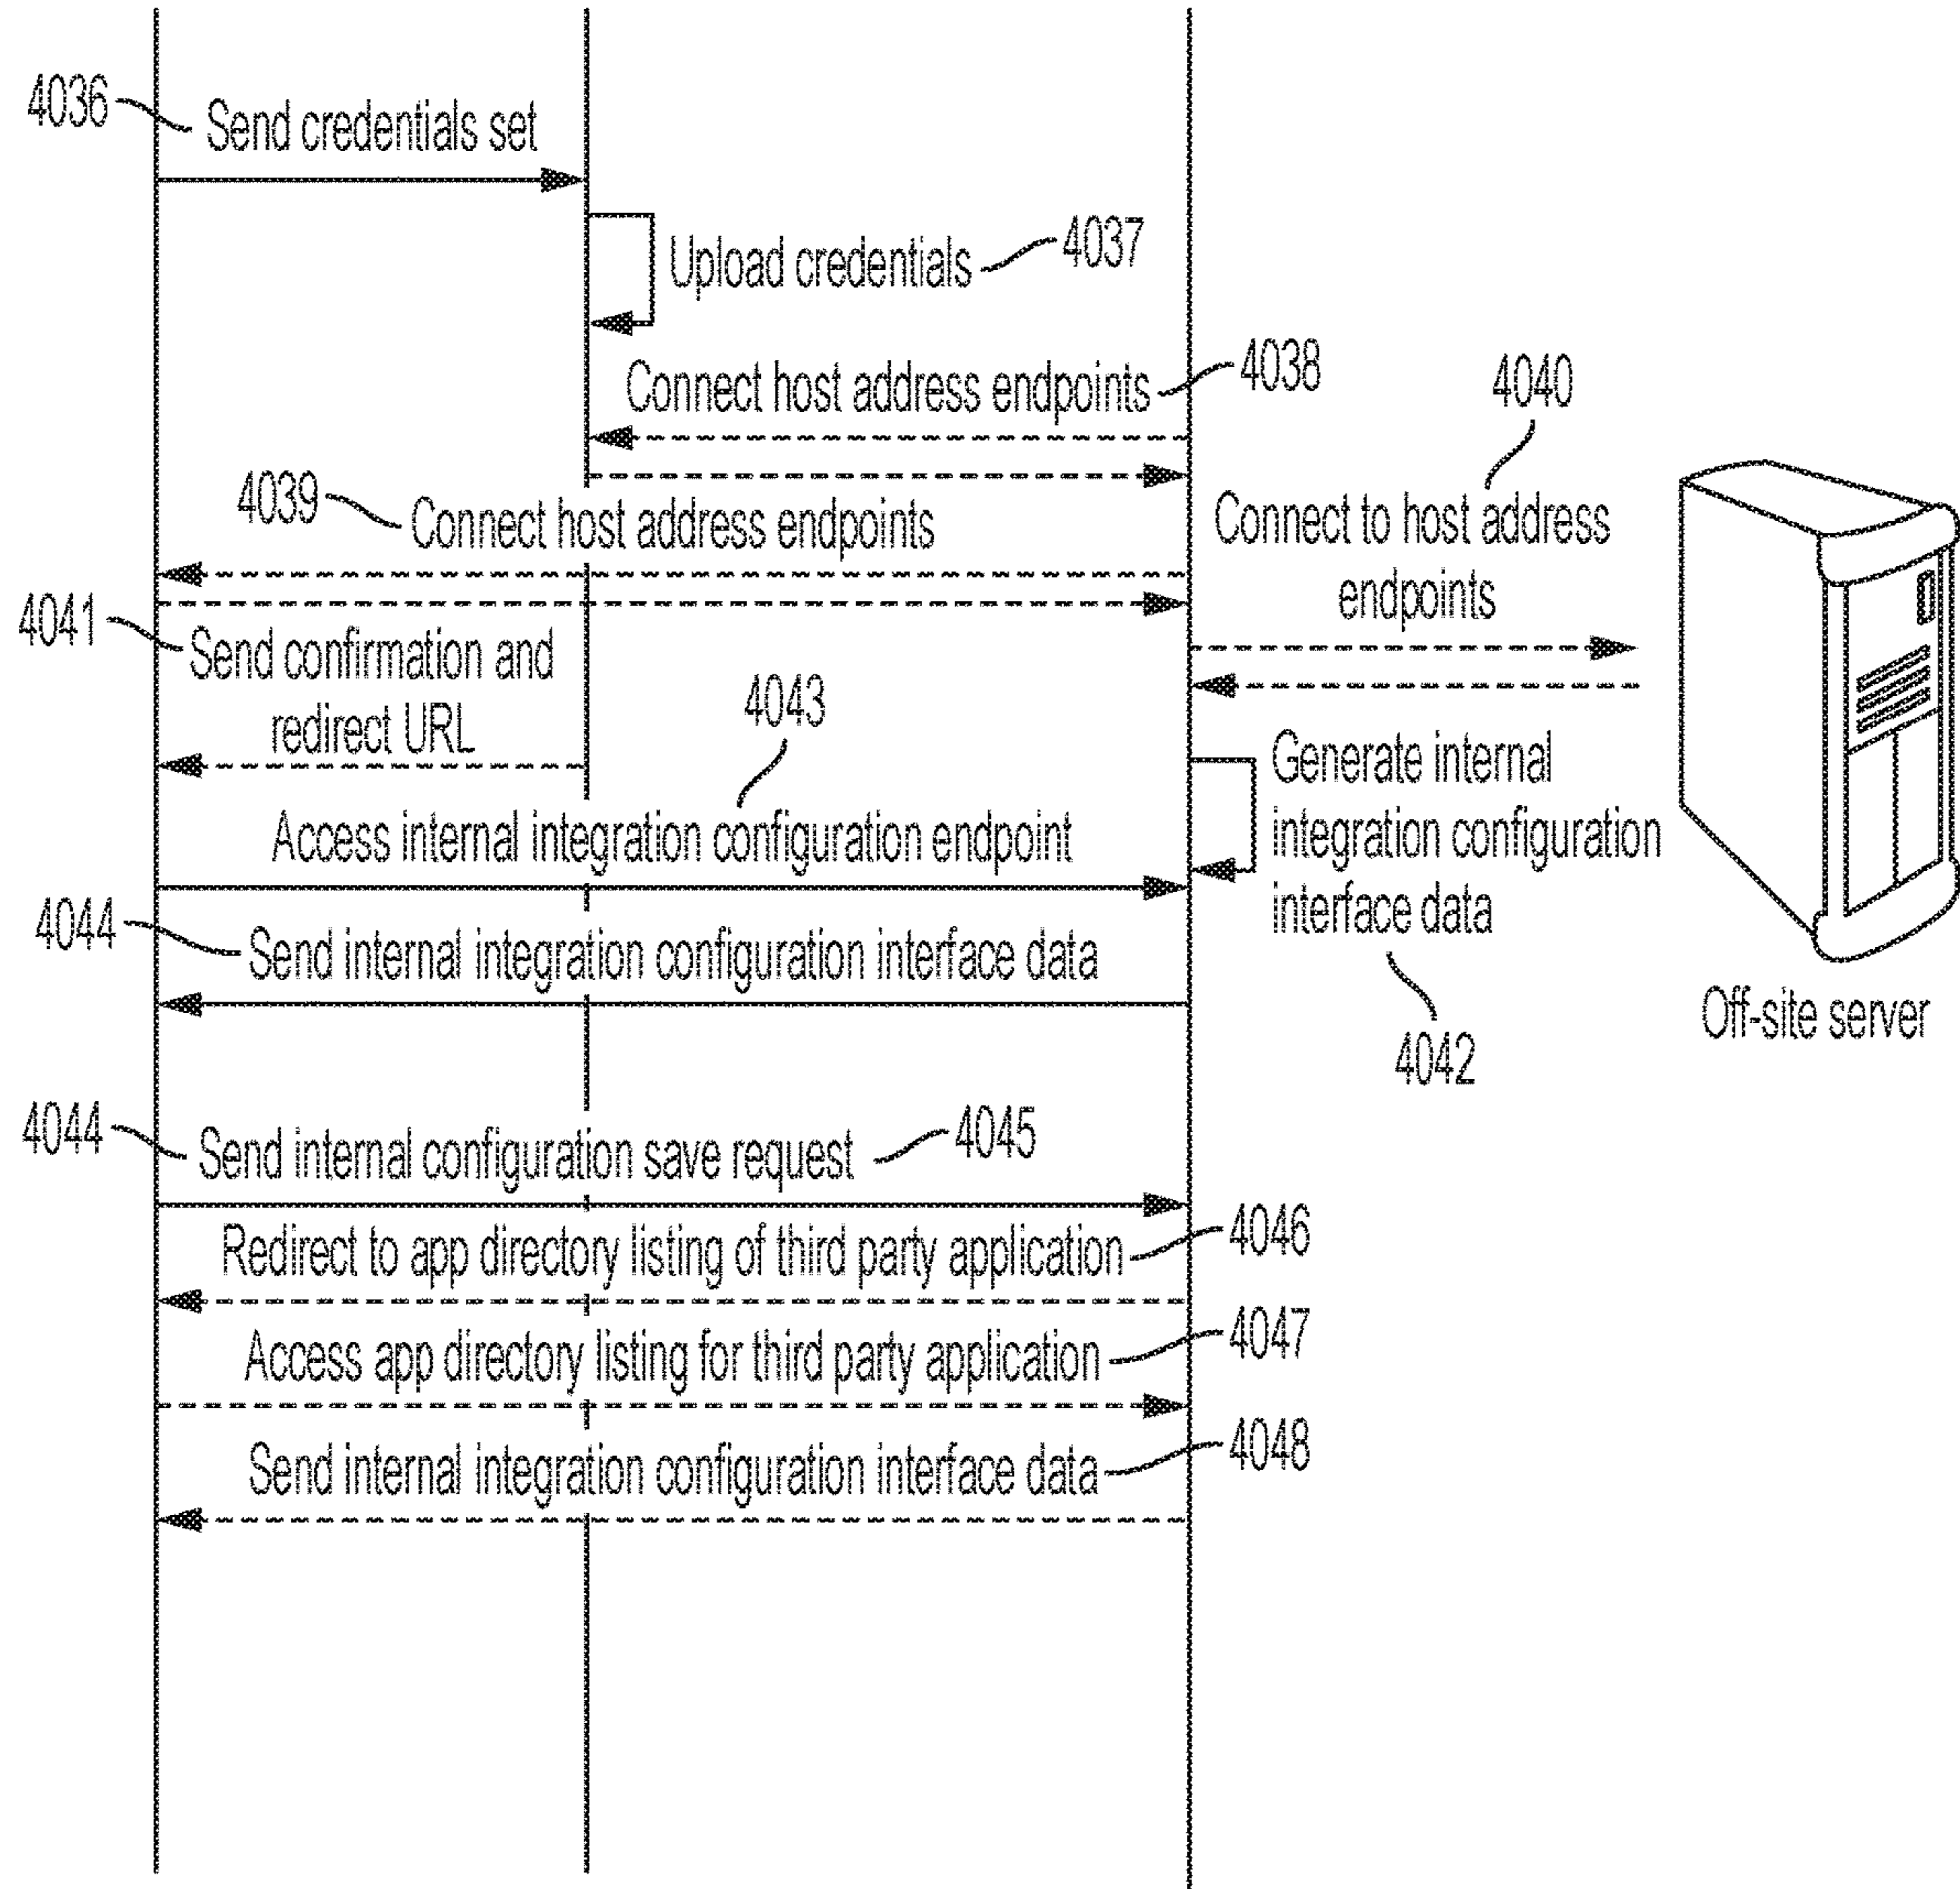 4036
Send credentials set
Upload credentials
4037
Connect host address endpoints
4038
4039
Connect host address endpoints
4040
Connect to host address
endpoints
4041
Send confirmation and
redirect URL
4043
Access internal integration configuration endpoint
Generate internal
integration configuration
interface data
4042
4044
Send internal integration configuration interface data
Off-site server
4044
Send internal configuration save request
4045
Redirect to app directory listing of third party application
4046
Access app directory listing for third party application
4047
Send internal integration configuration interface data
4048